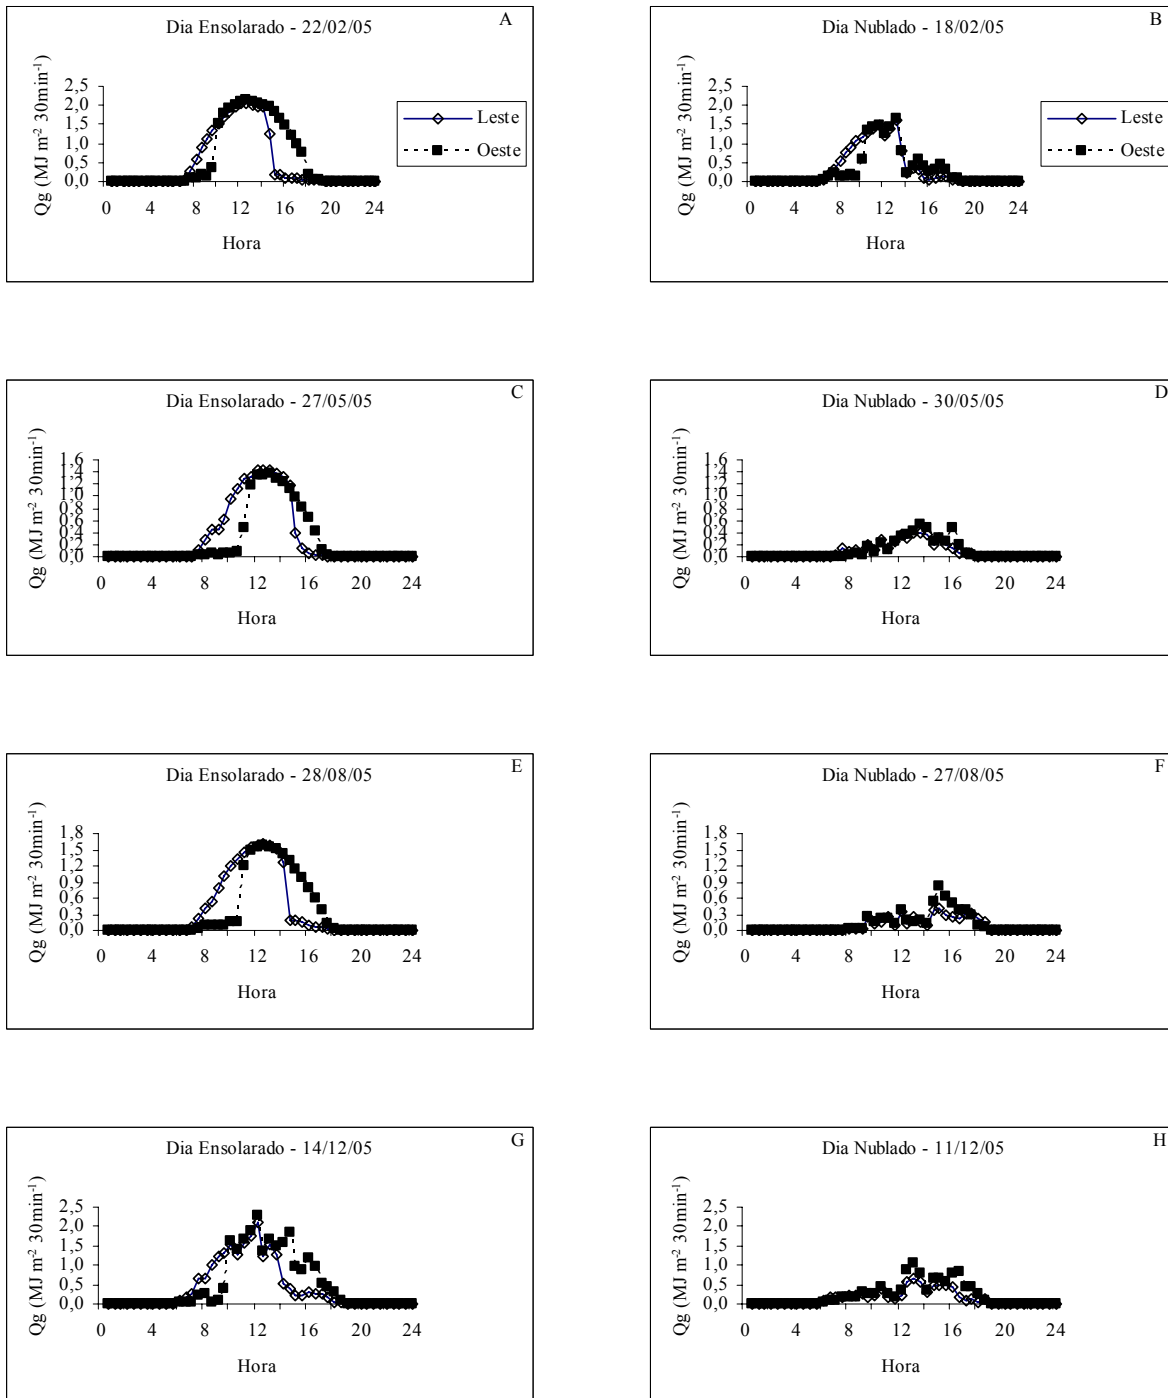 A
Dia Ensolarado - 22/02/05
Qg (MJ m⁻² 30min⁻¹)
2,5
2,0
1,5
1,0
0,5
0,0
0 4 8 12 16 20 24
Hora
Leste
Oeste
B
Dia Nublado - 18/02/05
Qg (MJ m⁻² 30min⁻¹)
2,5
2,0
1,5
1,0
0,5
0,0
0 4 8 12 16 20 24
Hora
Leste
Oeste
C
Dia Ensolarado - 27/05/05
Qg (MJ m⁻² 30min⁻¹)
1,6
1,4
1,2
1,0
0,8
0,6
0,4
0,2
0,0
0 4 8 12 16 20 24
Hora
D
Dia Nublado - 30/05/05
Qg (MJ m⁻² 30min⁻¹)
1,6
1,4
1,2
1,0
0,8
0,6
0,4
0,2
0,0
0 4 8 12 16 20 24
Hora
E
Dia Ensolarado - 28/08/05
Qg (MJ m⁻² 30min⁻¹)
1,8
1,5
1,2
0,9
0,6
0,3
0,0
0 4 8 12 16 20 24
Hora
F
Dia Nublado - 27/08/05
Qg (MJ m⁻² 30min⁻¹)
1,8
1,5
1,2
0,9
0,6
0,3
0,0
0 4 8 12 16 20 24
Hora
G
Dia Ensolarado - 14/12/05
Qg (MJ m⁻² 30min⁻¹)
2,5
2,0
1,5
1,0
0,5
0,0
0 4 8 12 16 20 24
Hora
H
Dia Nublado - 11/12/05
Qg (MJ m⁻² 30min⁻¹)
2,5
2,0
1,5
1,0
0,5
0,0
0 4 8 12 16 20 24
Hora